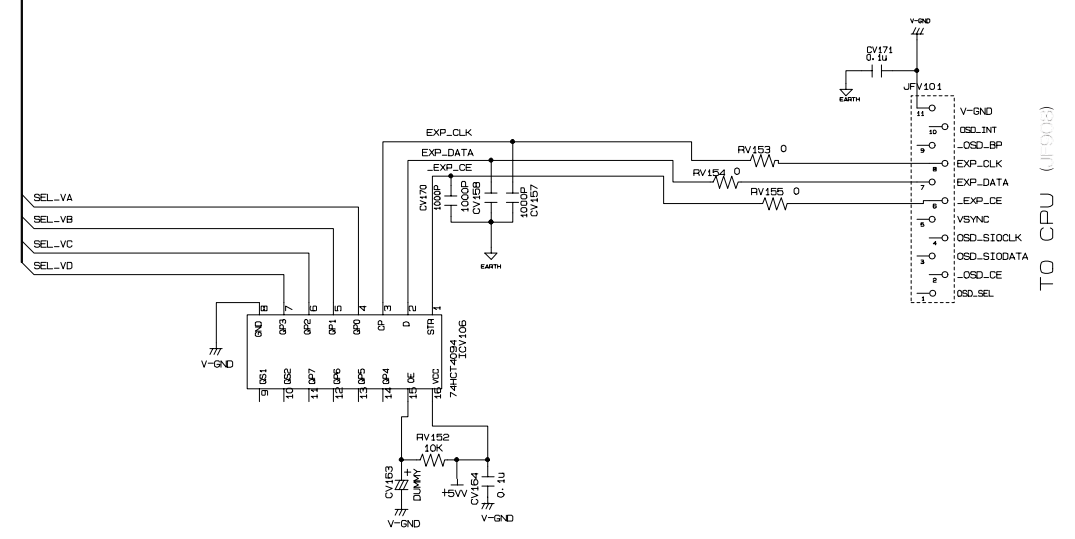 V-GND
CV171
0.1u
EARTH
JFV101
11 V-GND
10 OSD_INT
9 _OSD_BP
8 EXP_CLK
7 EXP_DATA
6 _EXP_CE
5 VSYNC
4 OSD_SIOCLK
3 OSD_SIODATA
2 _OSD_CE
1 OSD_SEL
TO CPU (JF908)
EXP_CLK
EXP_DATA
_EXP_CE
RV153 0
RV154 0
RV155 0
CV170
1000P
1000P
CV158
1000P
CV157
EARTH
SEL_VA
SEL_VB
SEL_VC
SEL_VD
8 7 6 5 4 3 2 1
GND QP3 QP2 QP1 QP0 CP D STR
QS1 QS2 QP7 QP6 QP5 QP4 OE VCC
9 10 11 12 13 14 15 16
74HCT4094
ICV106
V-GND
RV152
10K
CV163
+
DUMMY
V-GND
+5VV
CV164
0.1u
V-GND